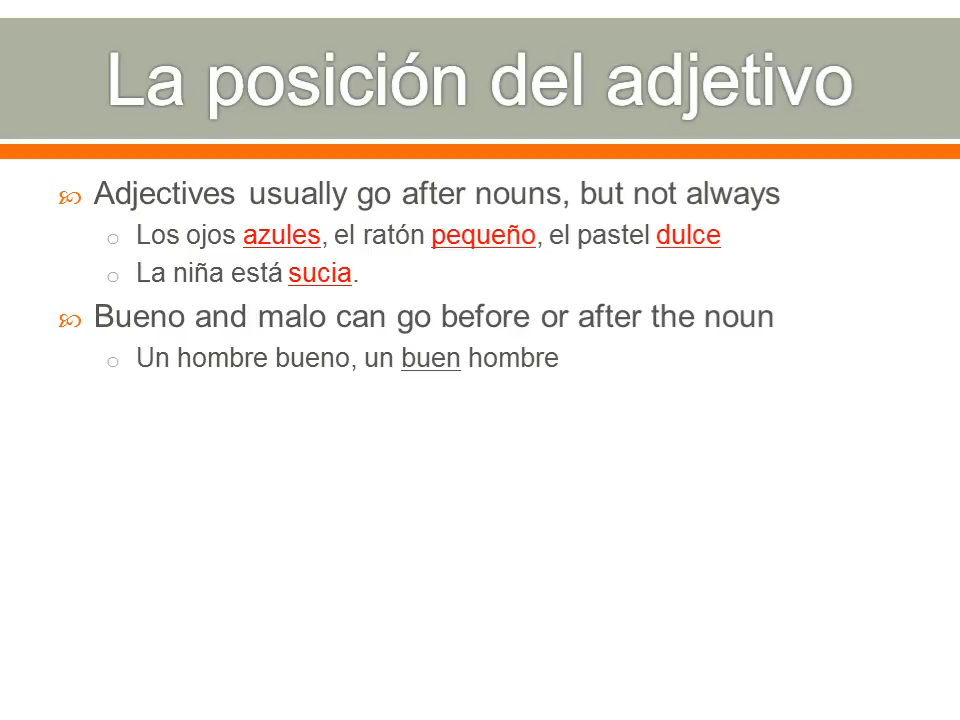 La posición del adjetivo
Adjectives usually go after nouns, but not always
Los ojos azules, el ratón pequeño, el pastel dulce
La niña está sucia.
Bueno and malo can go before or after the noun
Un hombre bueno, un buen hombre